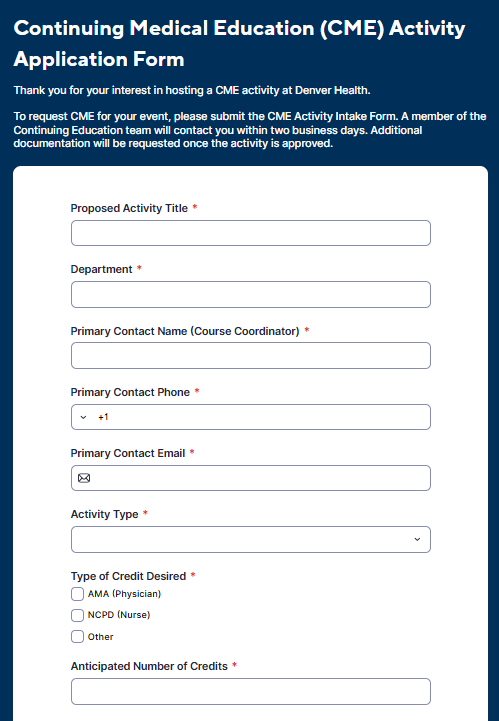 Continuing Medical Education (CME) Activity
Application Form
Thank you for your interest in hosting a CME activity at Denver Health.
To request CME for your event, please submit the CME Activity Intake Form. A member of the
Continuing Education team will contact you within two business days. Additional
documentation will be requested once the activity is approved.
Proposed Activity Title *
Department *
Primary Contact Name (Course Coordinator) *
Primary Contact Phone *
+1
Primary Contact Email *
Activity Type *
Type of Credit Desired *
AMA (Physician)
NCPD (Nurse)
Other
Anticipated Number of Credits *